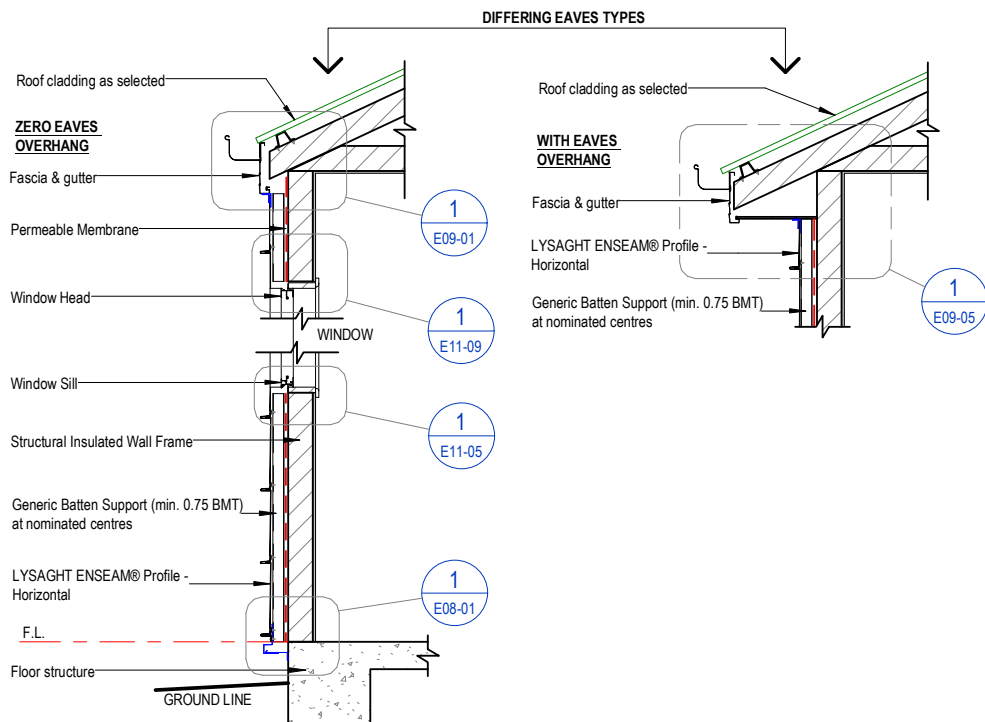 DIFFERING EAVES TYPES
Roof cladding as selected
ZERO EAVES
OVERHANG
Fascia & gutter
Permeable Membrane
1
E09-01
Window Head
1
E11-09
WINDOW
Window Sill
1
E11-05
Structural Insulated Wall Frame
Generic Batten Support (min. 0.75 BMT)
at nominated centres
LYSAGHT ENSEAM® Profile -
Horizontal
1
E08-01
F.L.
Floor structure
GROUND LINE
Roof cladding as selected
WITH EAVES
OVERHANG
Fascia & gutter
LYSAGHT ENSEAM® Profile -
Horizontal
Generic Batten Support (min. 0.75 BMT)
at nominated centres
1
E09-05